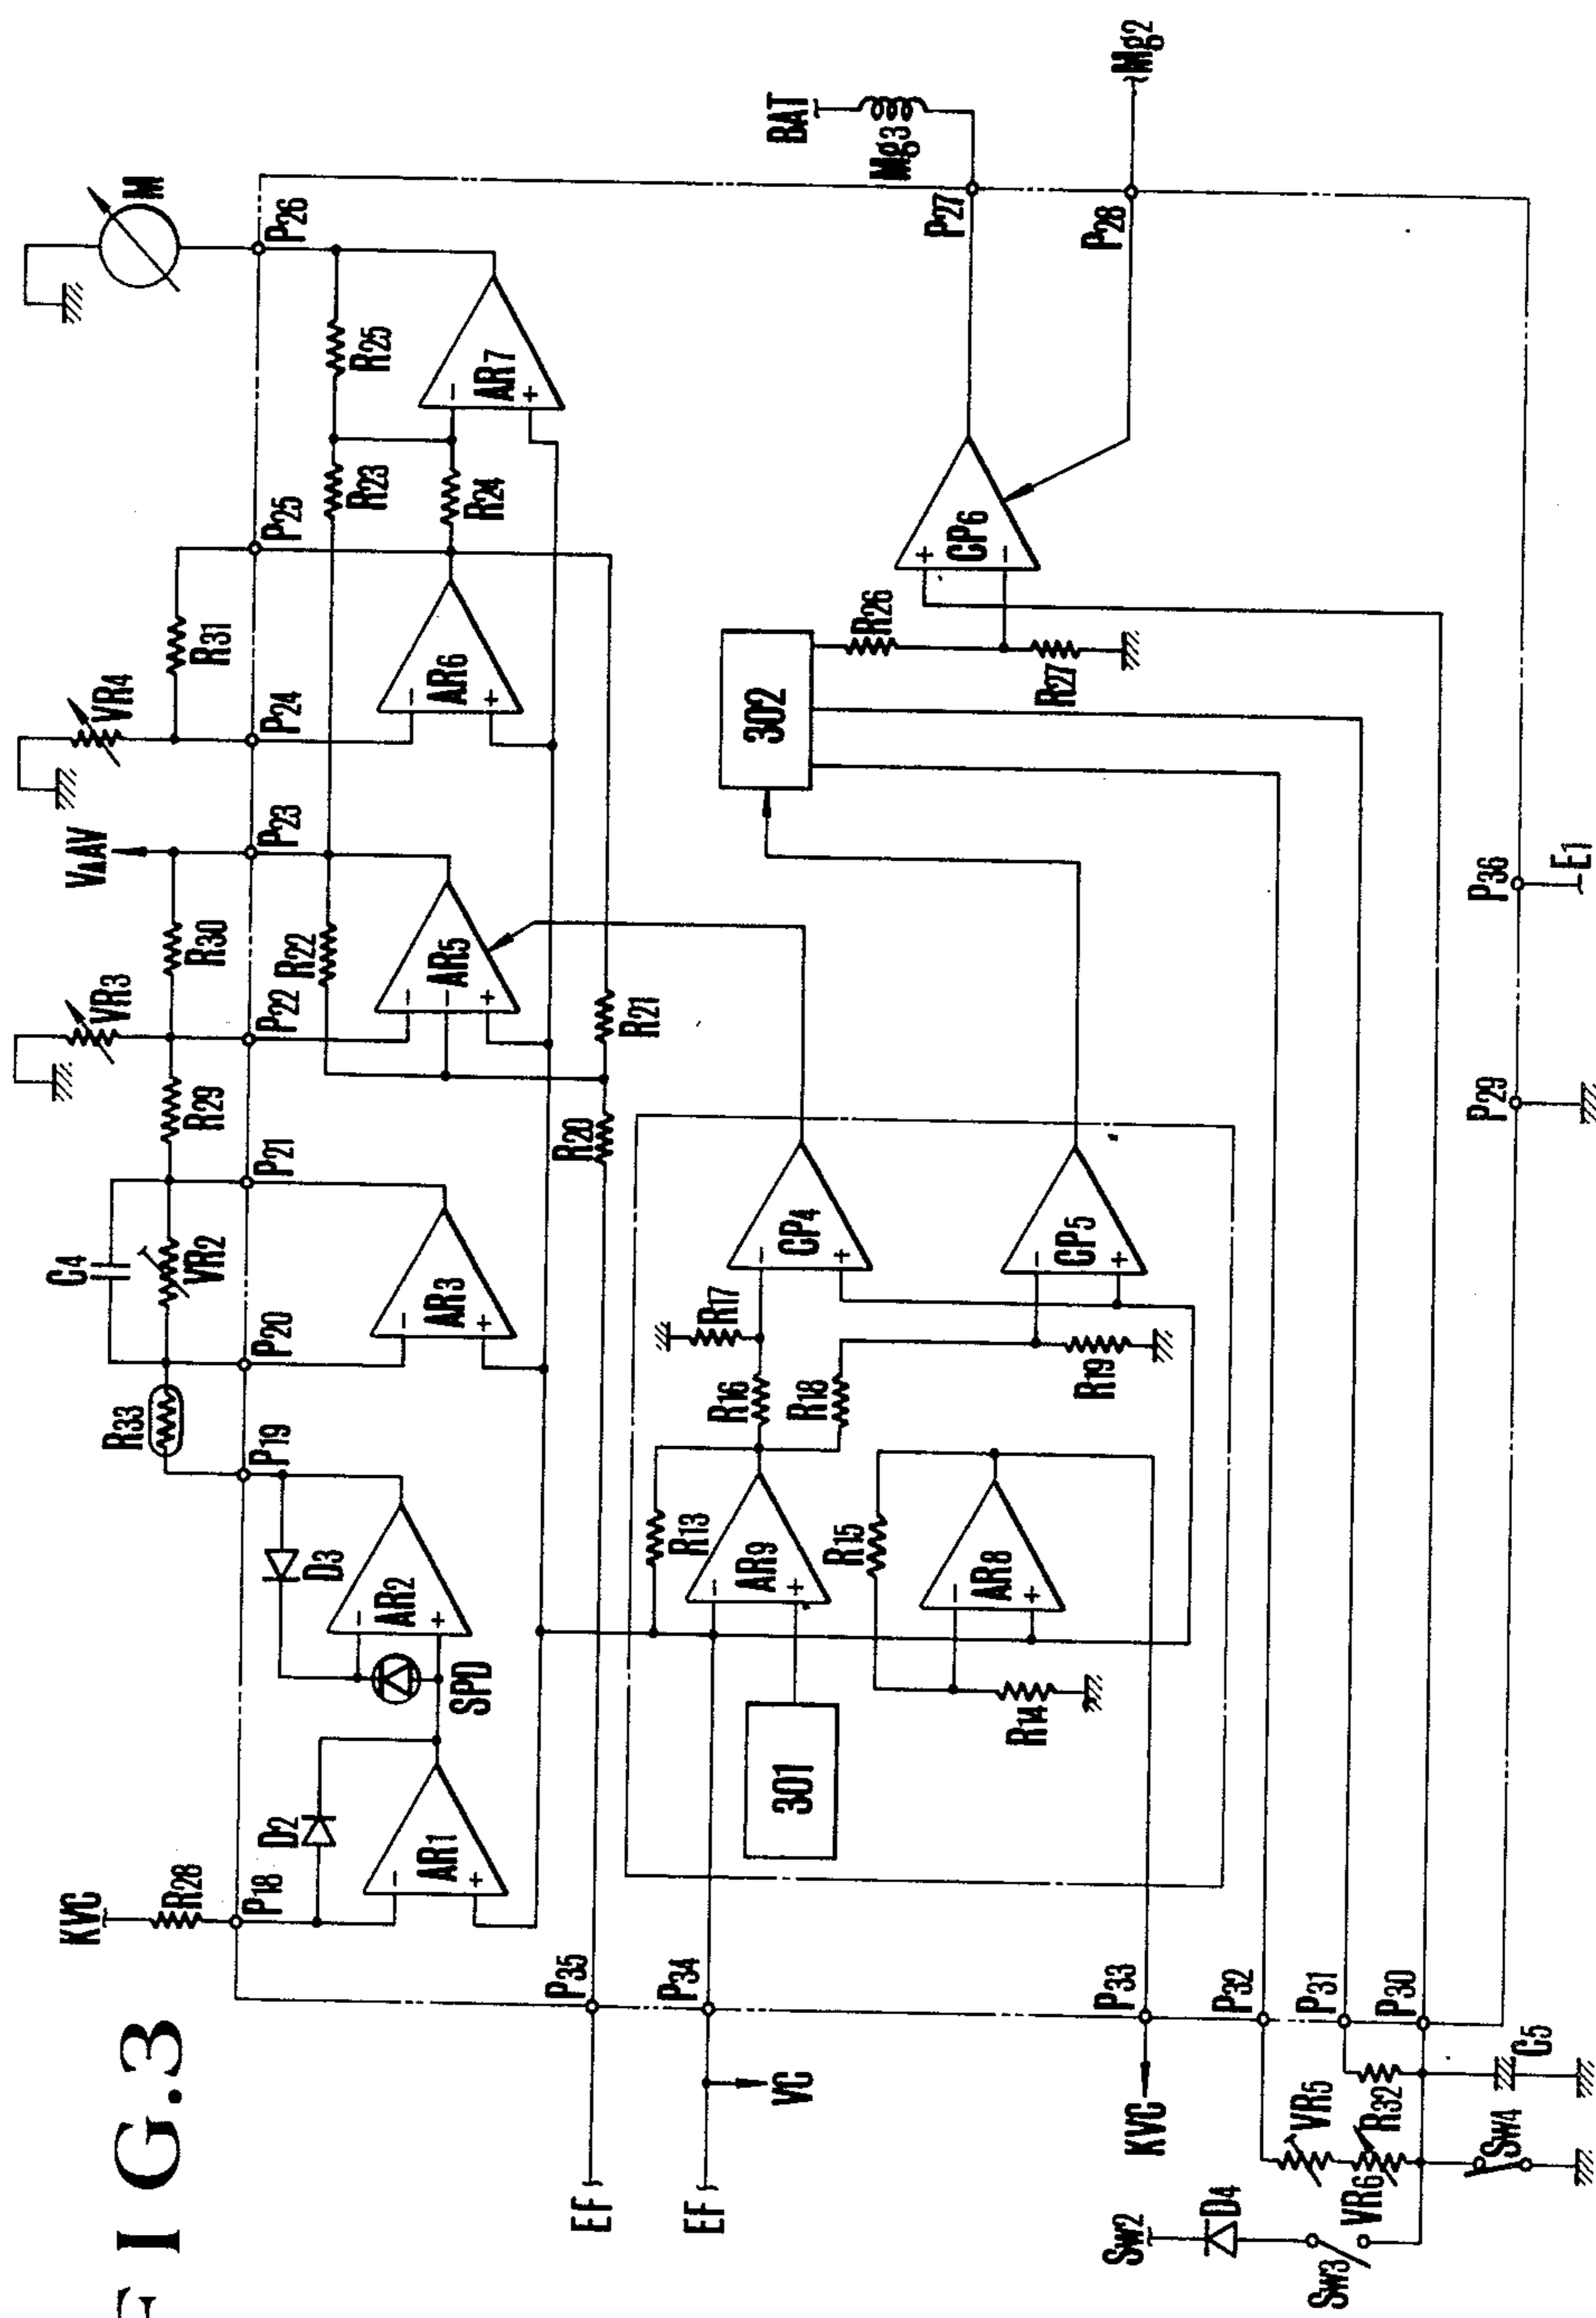 FIG.3
KVC
R28
P18
D2
AR1
−
+
SPD
D3
AR2
−
+
P19
R33
P20
C4
VR2
P21
AR3
−
+
R29
VR3
P22
R22
R30
VAAV
P23
AR5
−
−
+
VR4
P24
R31
P25
AR6
−
+
R23
R24
R25
AR7
−
+
P26
M
EF
P35
R20
R21
EF
P34
VC
301
R13
AR9
−
+
R14
R15
AR8
−
+
R16
R17
R18
R19
CP4
−
+
CP5
−
+
302
R26
R27
CP6
+
−
BAT
Mg3
P27
P28
Mg2
KVC
P33
P32
P31
P30
VR5
R32
VR6
C5
Sw2
D4
Sw3
Sw4
P29
P36
E1